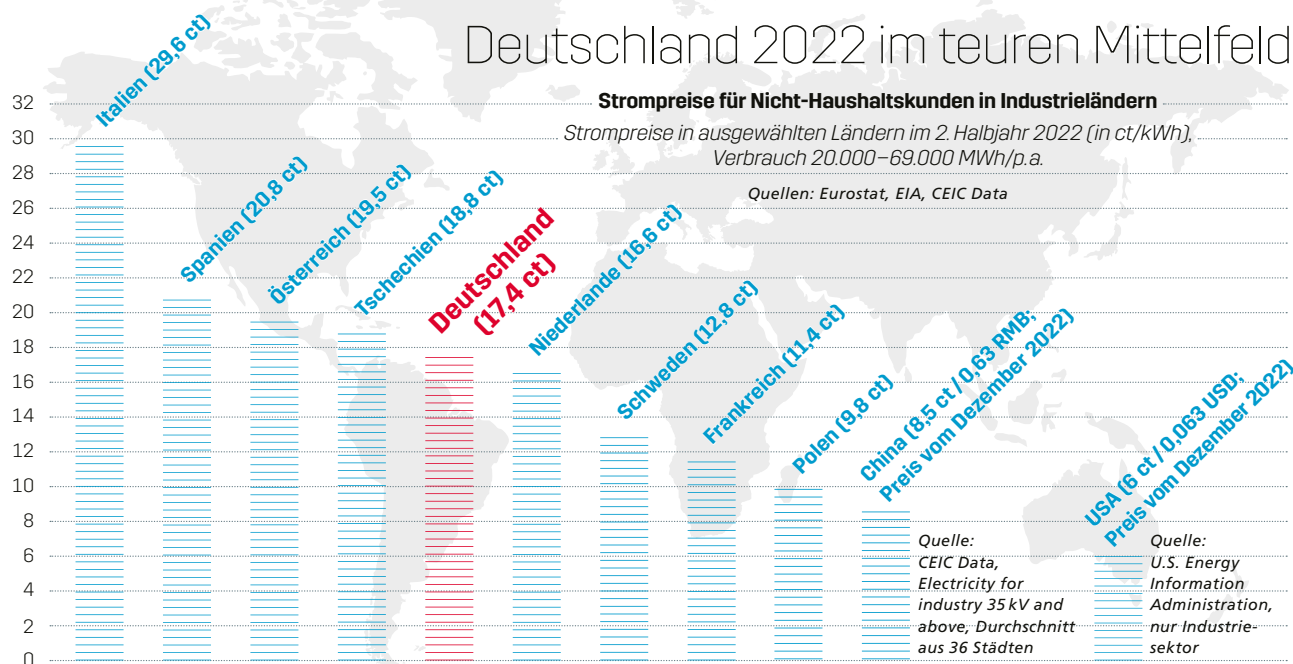 Deutschland 2022 im teuren Mittelfeld
Strompreise für Nicht-Haushaltskunden in Industrieländern
Strompreise in ausgewählten Ländern im 2. Halbjahr 2022 (in ct/kWh),
Verbrauch 20.000–69.000 MWh/p.a.
Quellen: Eurostat, EIA, CEIC Data
32
30
28
26
24
22
20
18
16
14
12
10
8
6
4
2
0
Italien (29,6 ct)
Spanien (20,8 ct)
Österreich (19,5 ct)
Tschechien (18,8 ct)
Deutschland
(17,4 ct)
Niederlande (16,6 ct)
Schweden (12,8 ct)
Frankreich (11,4 ct)
Polen (9,8 ct)
China (8,5 ct / 0,63 RMB;
Preis vom Dezember 2022)
USA (6 ct / 0,063 USD;
Preis vom Dezember 2022)
Quelle:
CEIC Data,
Electricity for
industry 35 kV and
above, Durchschnitt
aus 36 Städten
Quelle:
U.S. Energy
Information
Administration,
nur Industrie-
sektor